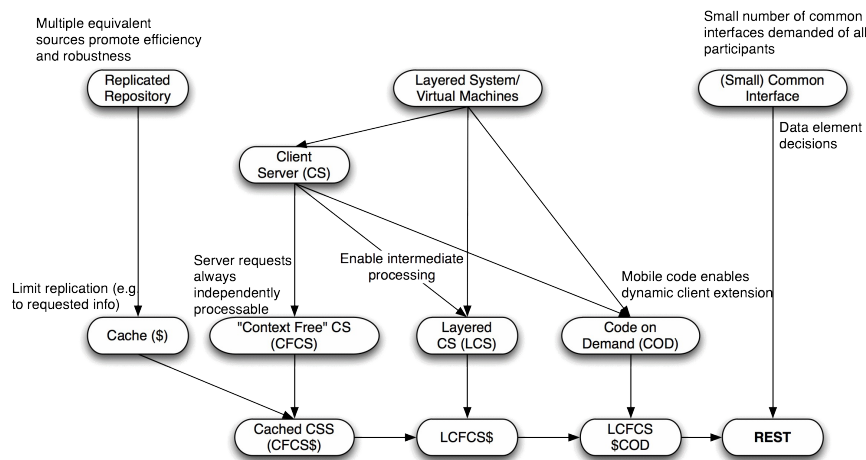 Multiple equivalent
sources promote efficiency
and robustness
Small number of common
interfaces demanded of all
participants
Replicated
Repository
Layered System/
Virtual Machines
(Small) Common
Interface
Data element
decisions
Client
Server (CS)
Server requests
always
independently
processable
Enable intermediate
processing
Limit replication (e.g.
to requested info)
Mobile code enables
dynamic client extension
Cache ($)
"Context Free" CS
(CFCS)
Layered
CS (LCS)
Code on
Demand (COD)
Cached CSS
(CFCS$)
LCFCS$
LCFCS
$COD
REST